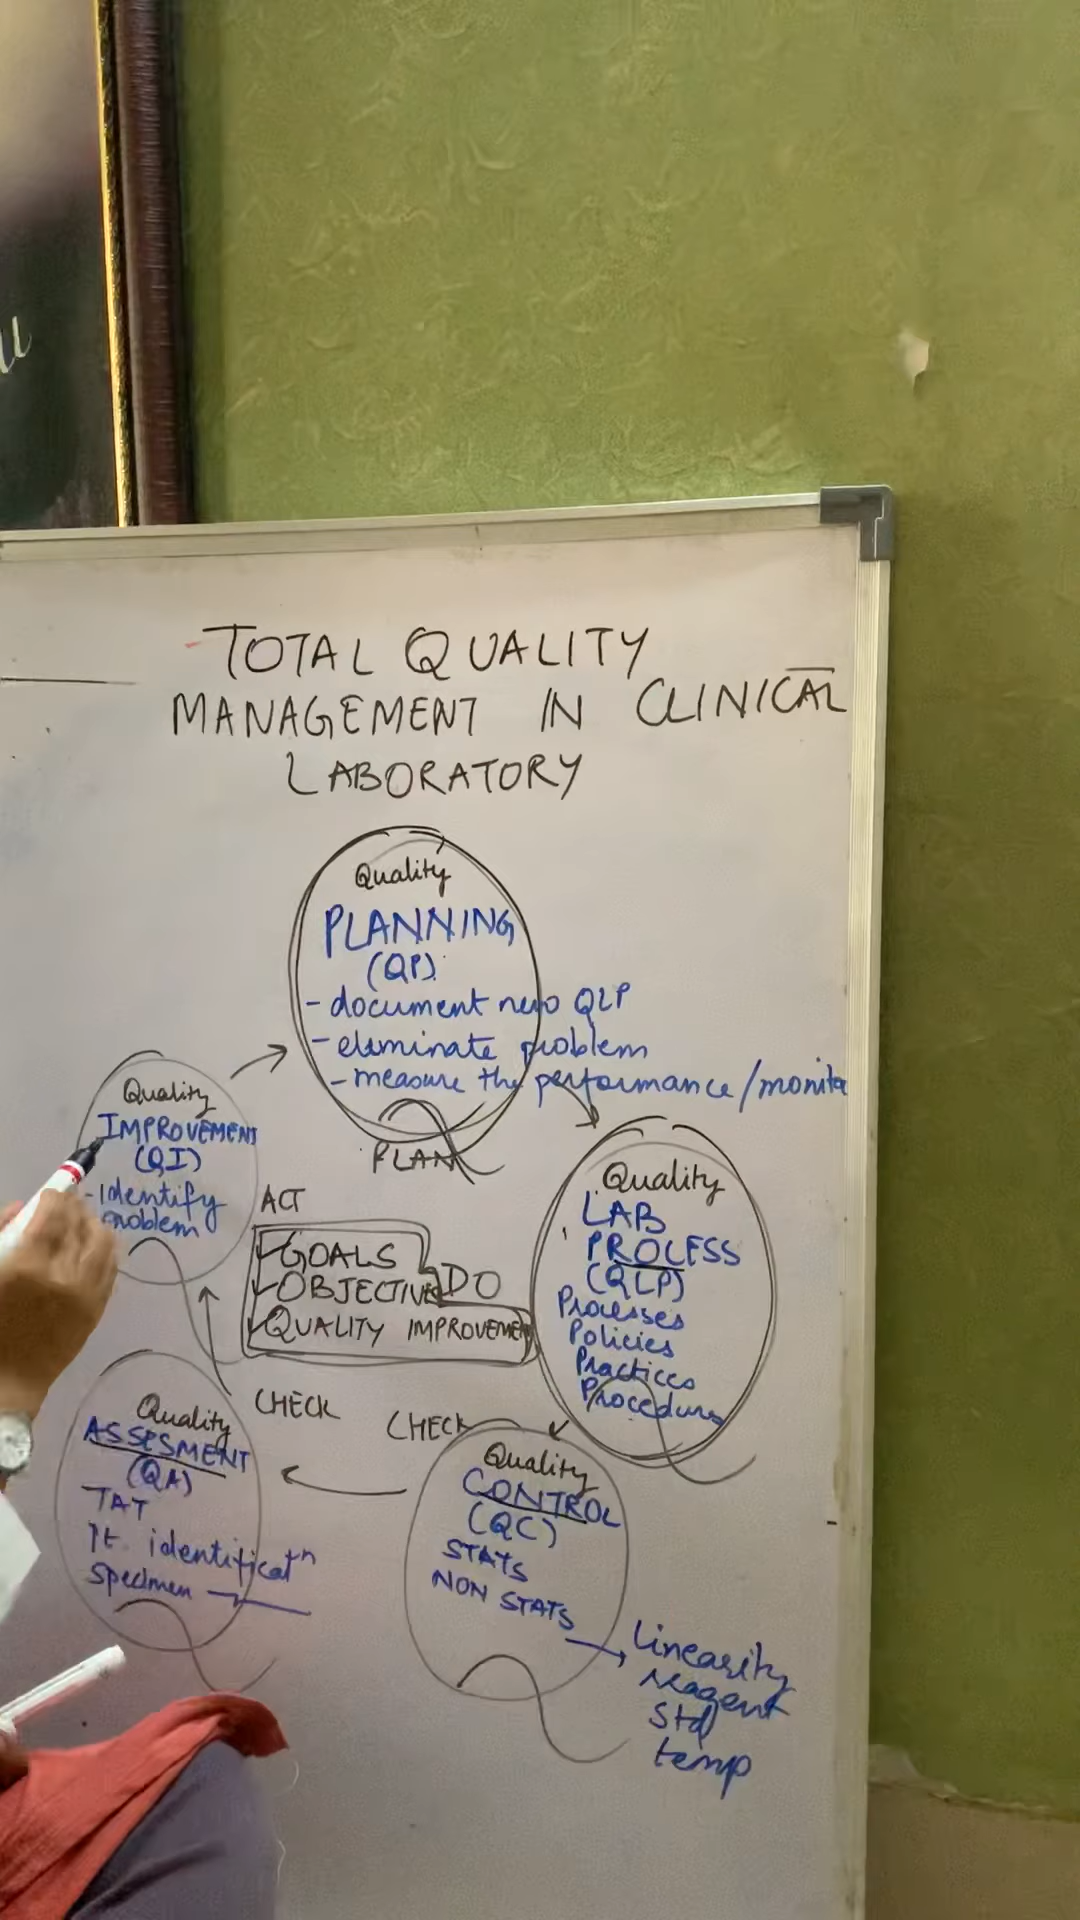 TOTAL QUALITY
MANAGEMENT IN CLINICAL
LABORATORY
Quality
PLANNING
(QP)
- document new QLP
- eliminate problem
- measure the performance/monitor
PLAN
Quality
IMPROVEMENT
(QI)
- Identify
problem
ACT
GOALS
OBJECTIVE
QUALITY IMPROVEMENT
DO
Quality
LAB
PROCESS
(QLP)
Processes
Policies
Practices
Procedures
CHECK
CHECK
Quality
ASSESMENT
(QA)
TAT
Pt. identificatn
Specimen
Quality
CONTROL
(QC)
STATS
NON STATS
Linearity
reagent
Std
temp